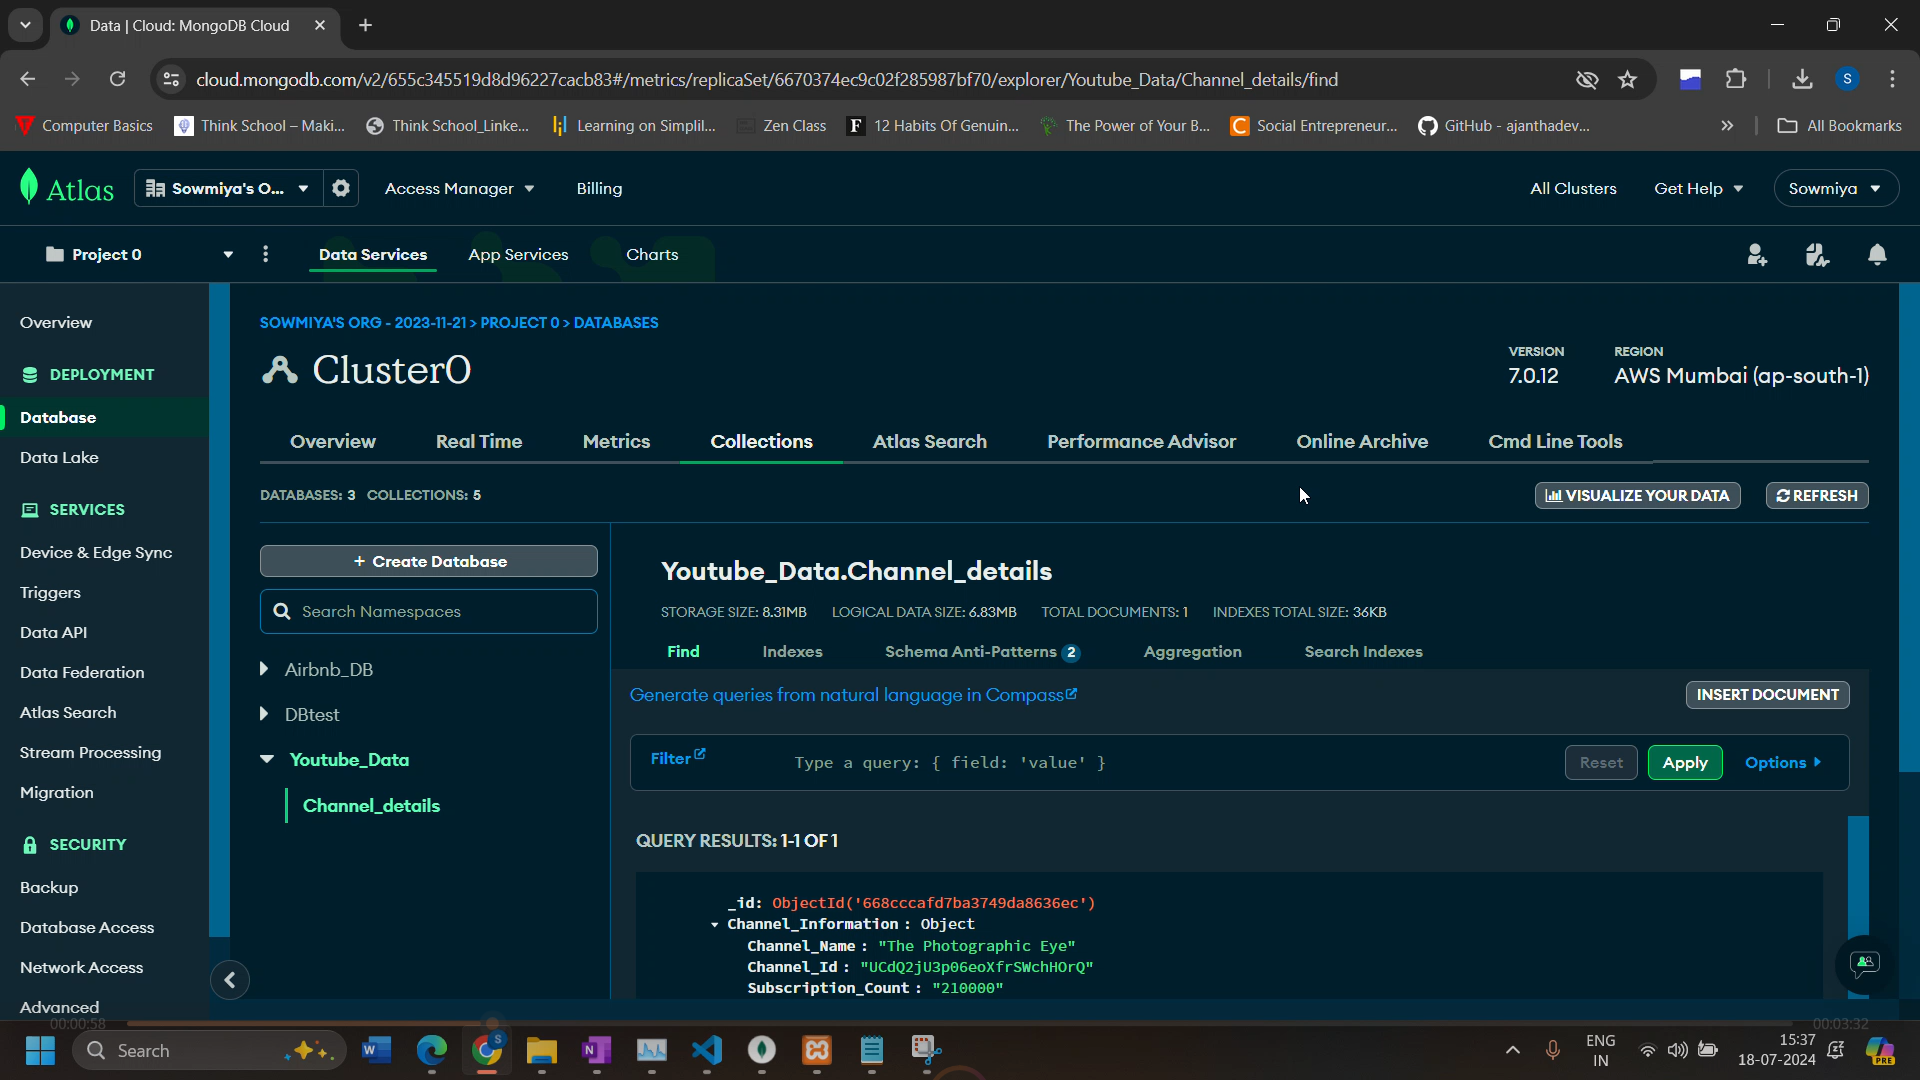 Data | Cloud: MongoDB Cloud
cloud.mongodb.com/v2/655c345519d8d96227cacb83#/metrics/replicaSet/6670374ec9c02f285987bf70/explorer/Youtube_Data/Channel_details/find
S
Computer Basics
Think School – Maki...
Think School_Linke...
Learning on Simplil...
Zen Class
12 Habits Of Genuin...
The Power of Your B...
Social Entrepreneur...
GitHub - ajanthadev...
All Bookmarks
Atlas
Sowmiya's O...
Access Manager
Billing
All Clusters
Get Help
Sowmiya
Project 0
Data Services
App Services
Charts
Overview
DEPLOYMENT
Database
Data Lake
SERVICES
Device & Edge Sync
Triggers
Data API
Data Federation
Atlas Search
Stream Processing
Migration
SECURITY
Backup
Database Access
Network Access
Advanced
SOWMIYA'S ORG - 2023-11-21 > PROJECT 0 > DATABASES
Cluster0
VERSION
7.0.12
REGION
AWS Mumbai (ap-south-1)
Overview
Real Time
Metrics
Collections
Atlas Search
Performance Advisor
Online Archive
Cmd Line Tools
DATABASES: 3 COLLECTIONS: 5
VISUALIZE YOUR DATA
REFRESH
+ Create Database
Search Namespaces
Airbnb_DB
DBtest
Youtube_Data
Channel_details
Youtube_Data.Channel_details
STORAGE SIZE: 8.31MB LOGICAL DATA SIZE: 6.83MB TOTAL DOCUMENTS: 1 INDEXES TOTAL SIZE: 36KB
Find
Indexes
Schema Anti-Patterns 2
Aggregation
Search Indexes
Generate queries from natural language in Compass
INSERT DOCUMENT
Filter
Type a query: { field: 'value' }
Reset
Apply
Options
QUERY RESULTS: 1-1 OF 1
_id: ObjectId('668cccafd7ba3749da8636ec')
Channel_Information : Object
Channel_Name : "The Photographic Eye"
Channel_Id : "UCdQ2jU3p06eoXfrSWchHOrQ"
Subscription_Count : "210000"
00:00:58
00:03:32
Search
ENG
IN
15:37
18-07-2024
PRE